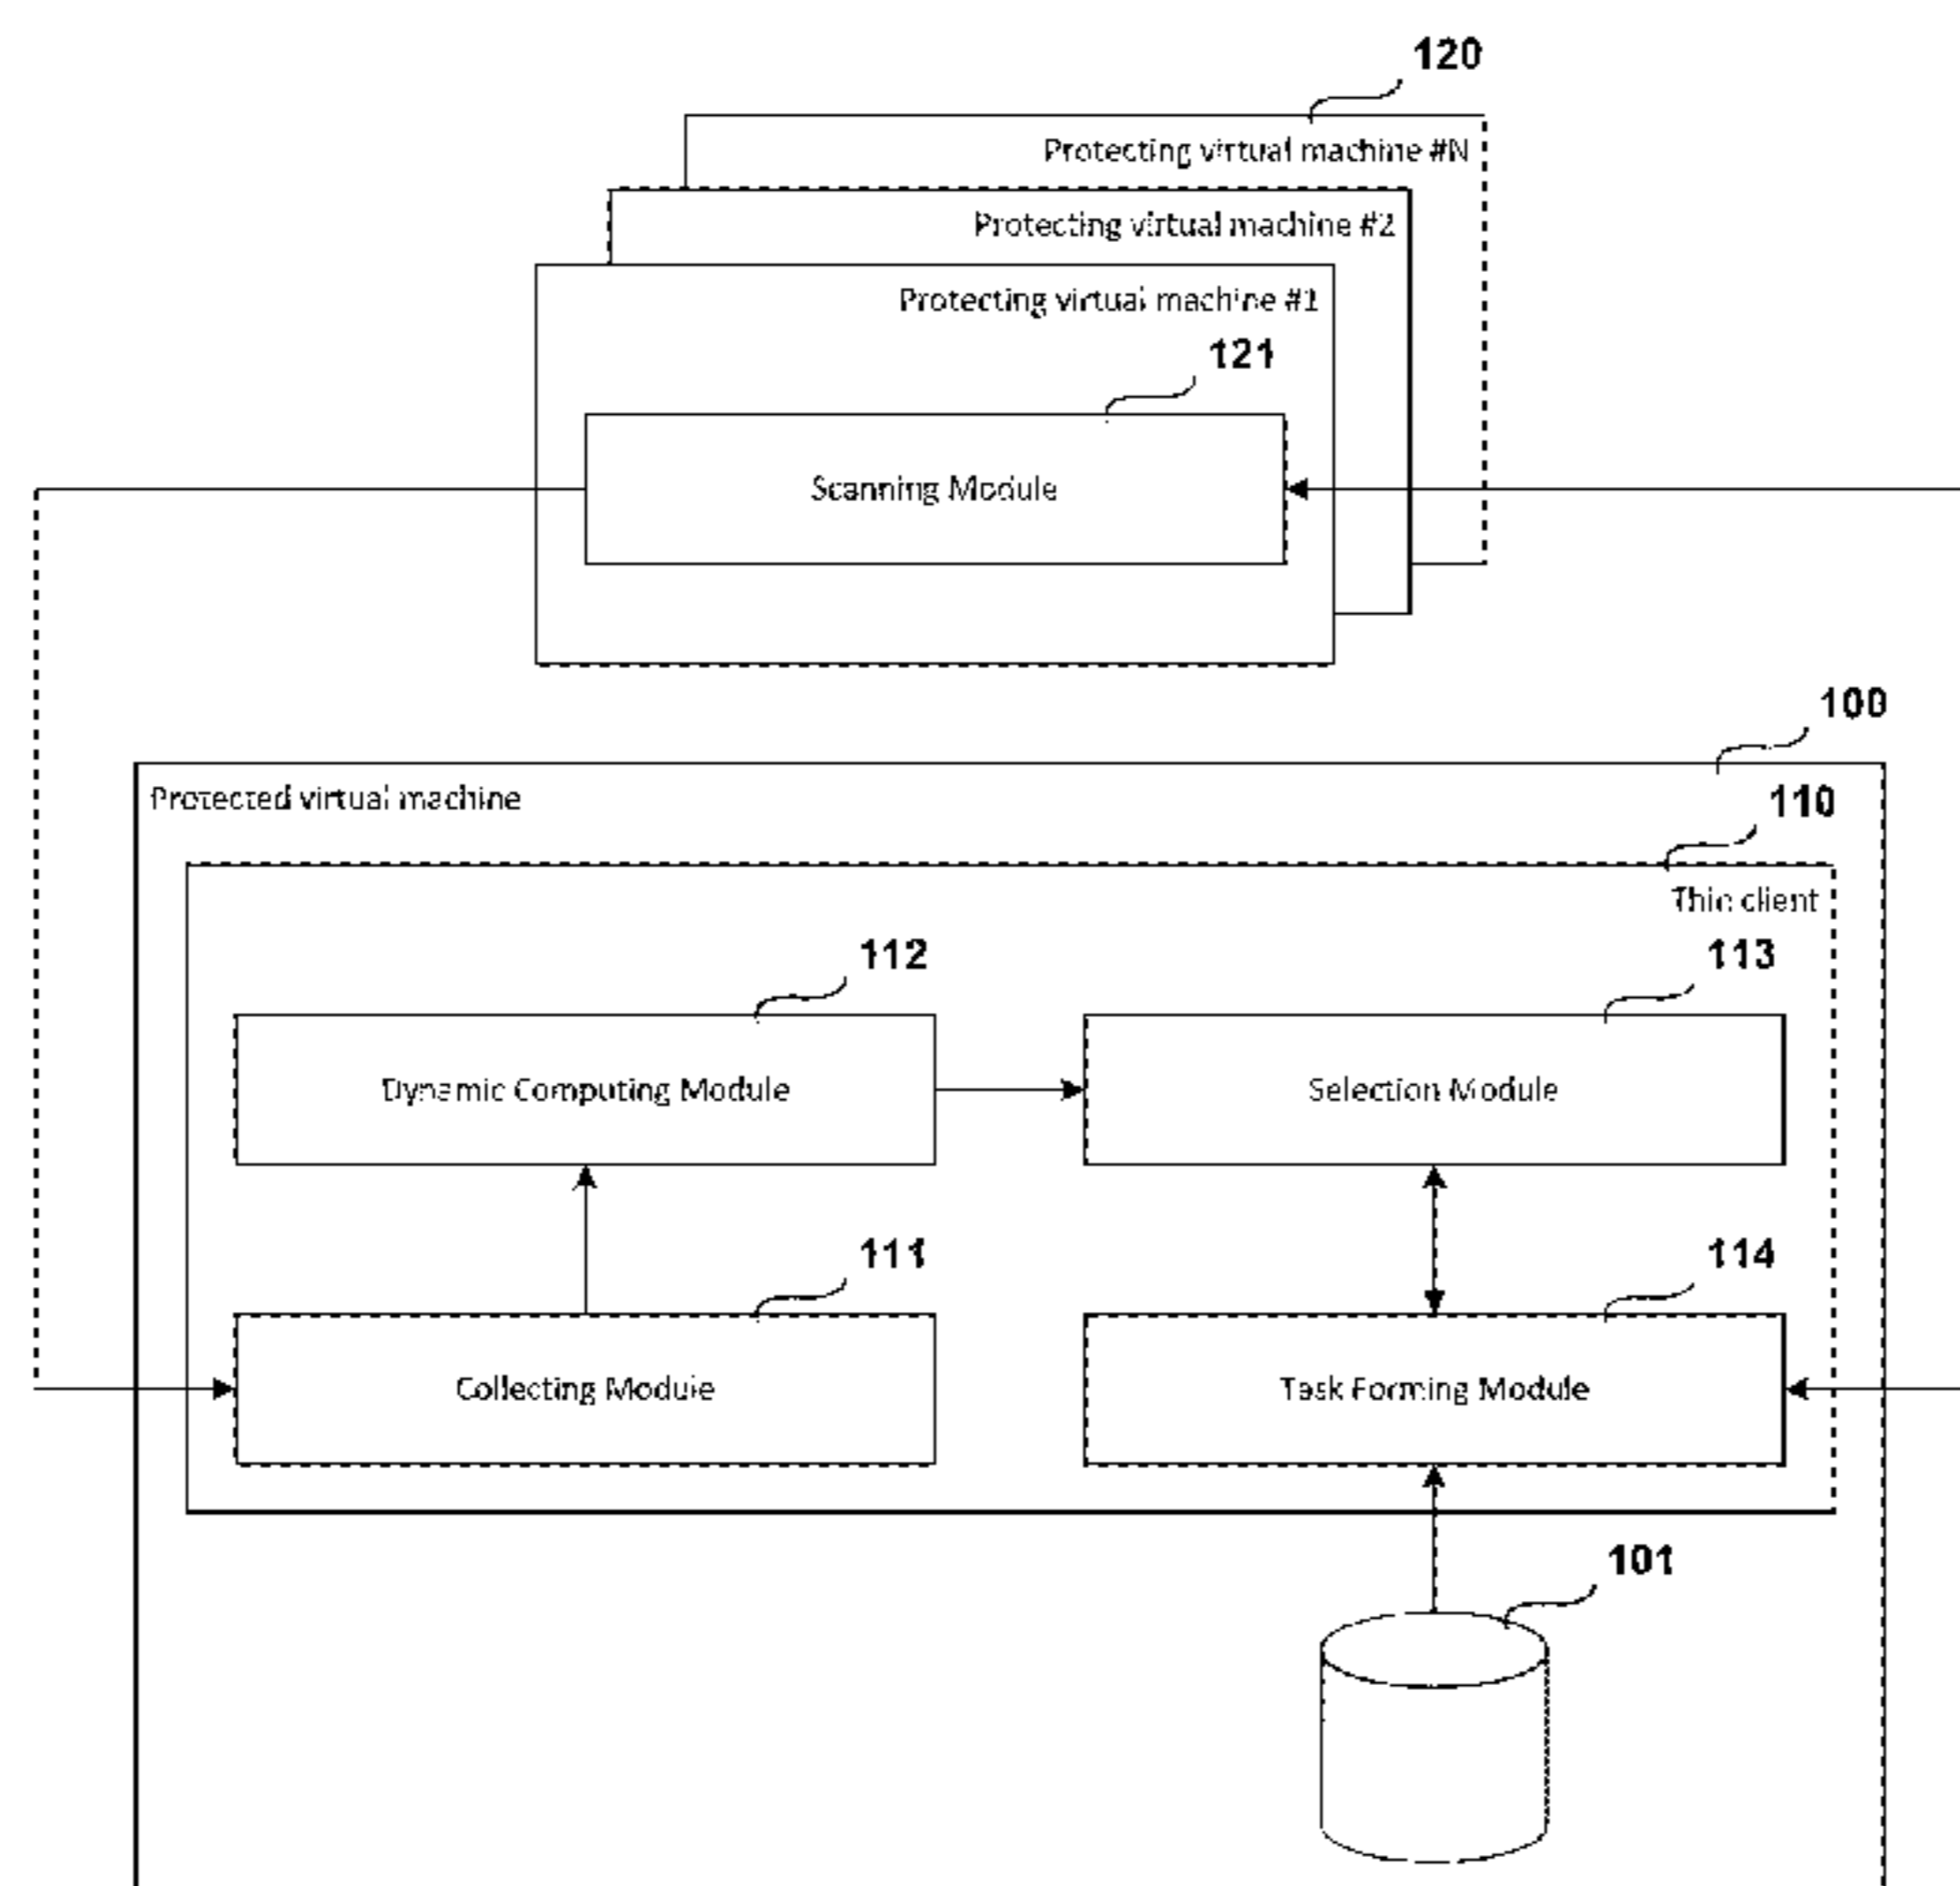 120
Protecting virtual machine #N
Protecting virtual machine #2
Protecting virtual machine #1
121
Scanning Module
100
Protected virtual machine
110
Thin client
112
113
Dynamic Computing Module
Selection Module
111
114
Collecting Module
Task Forming Module
101